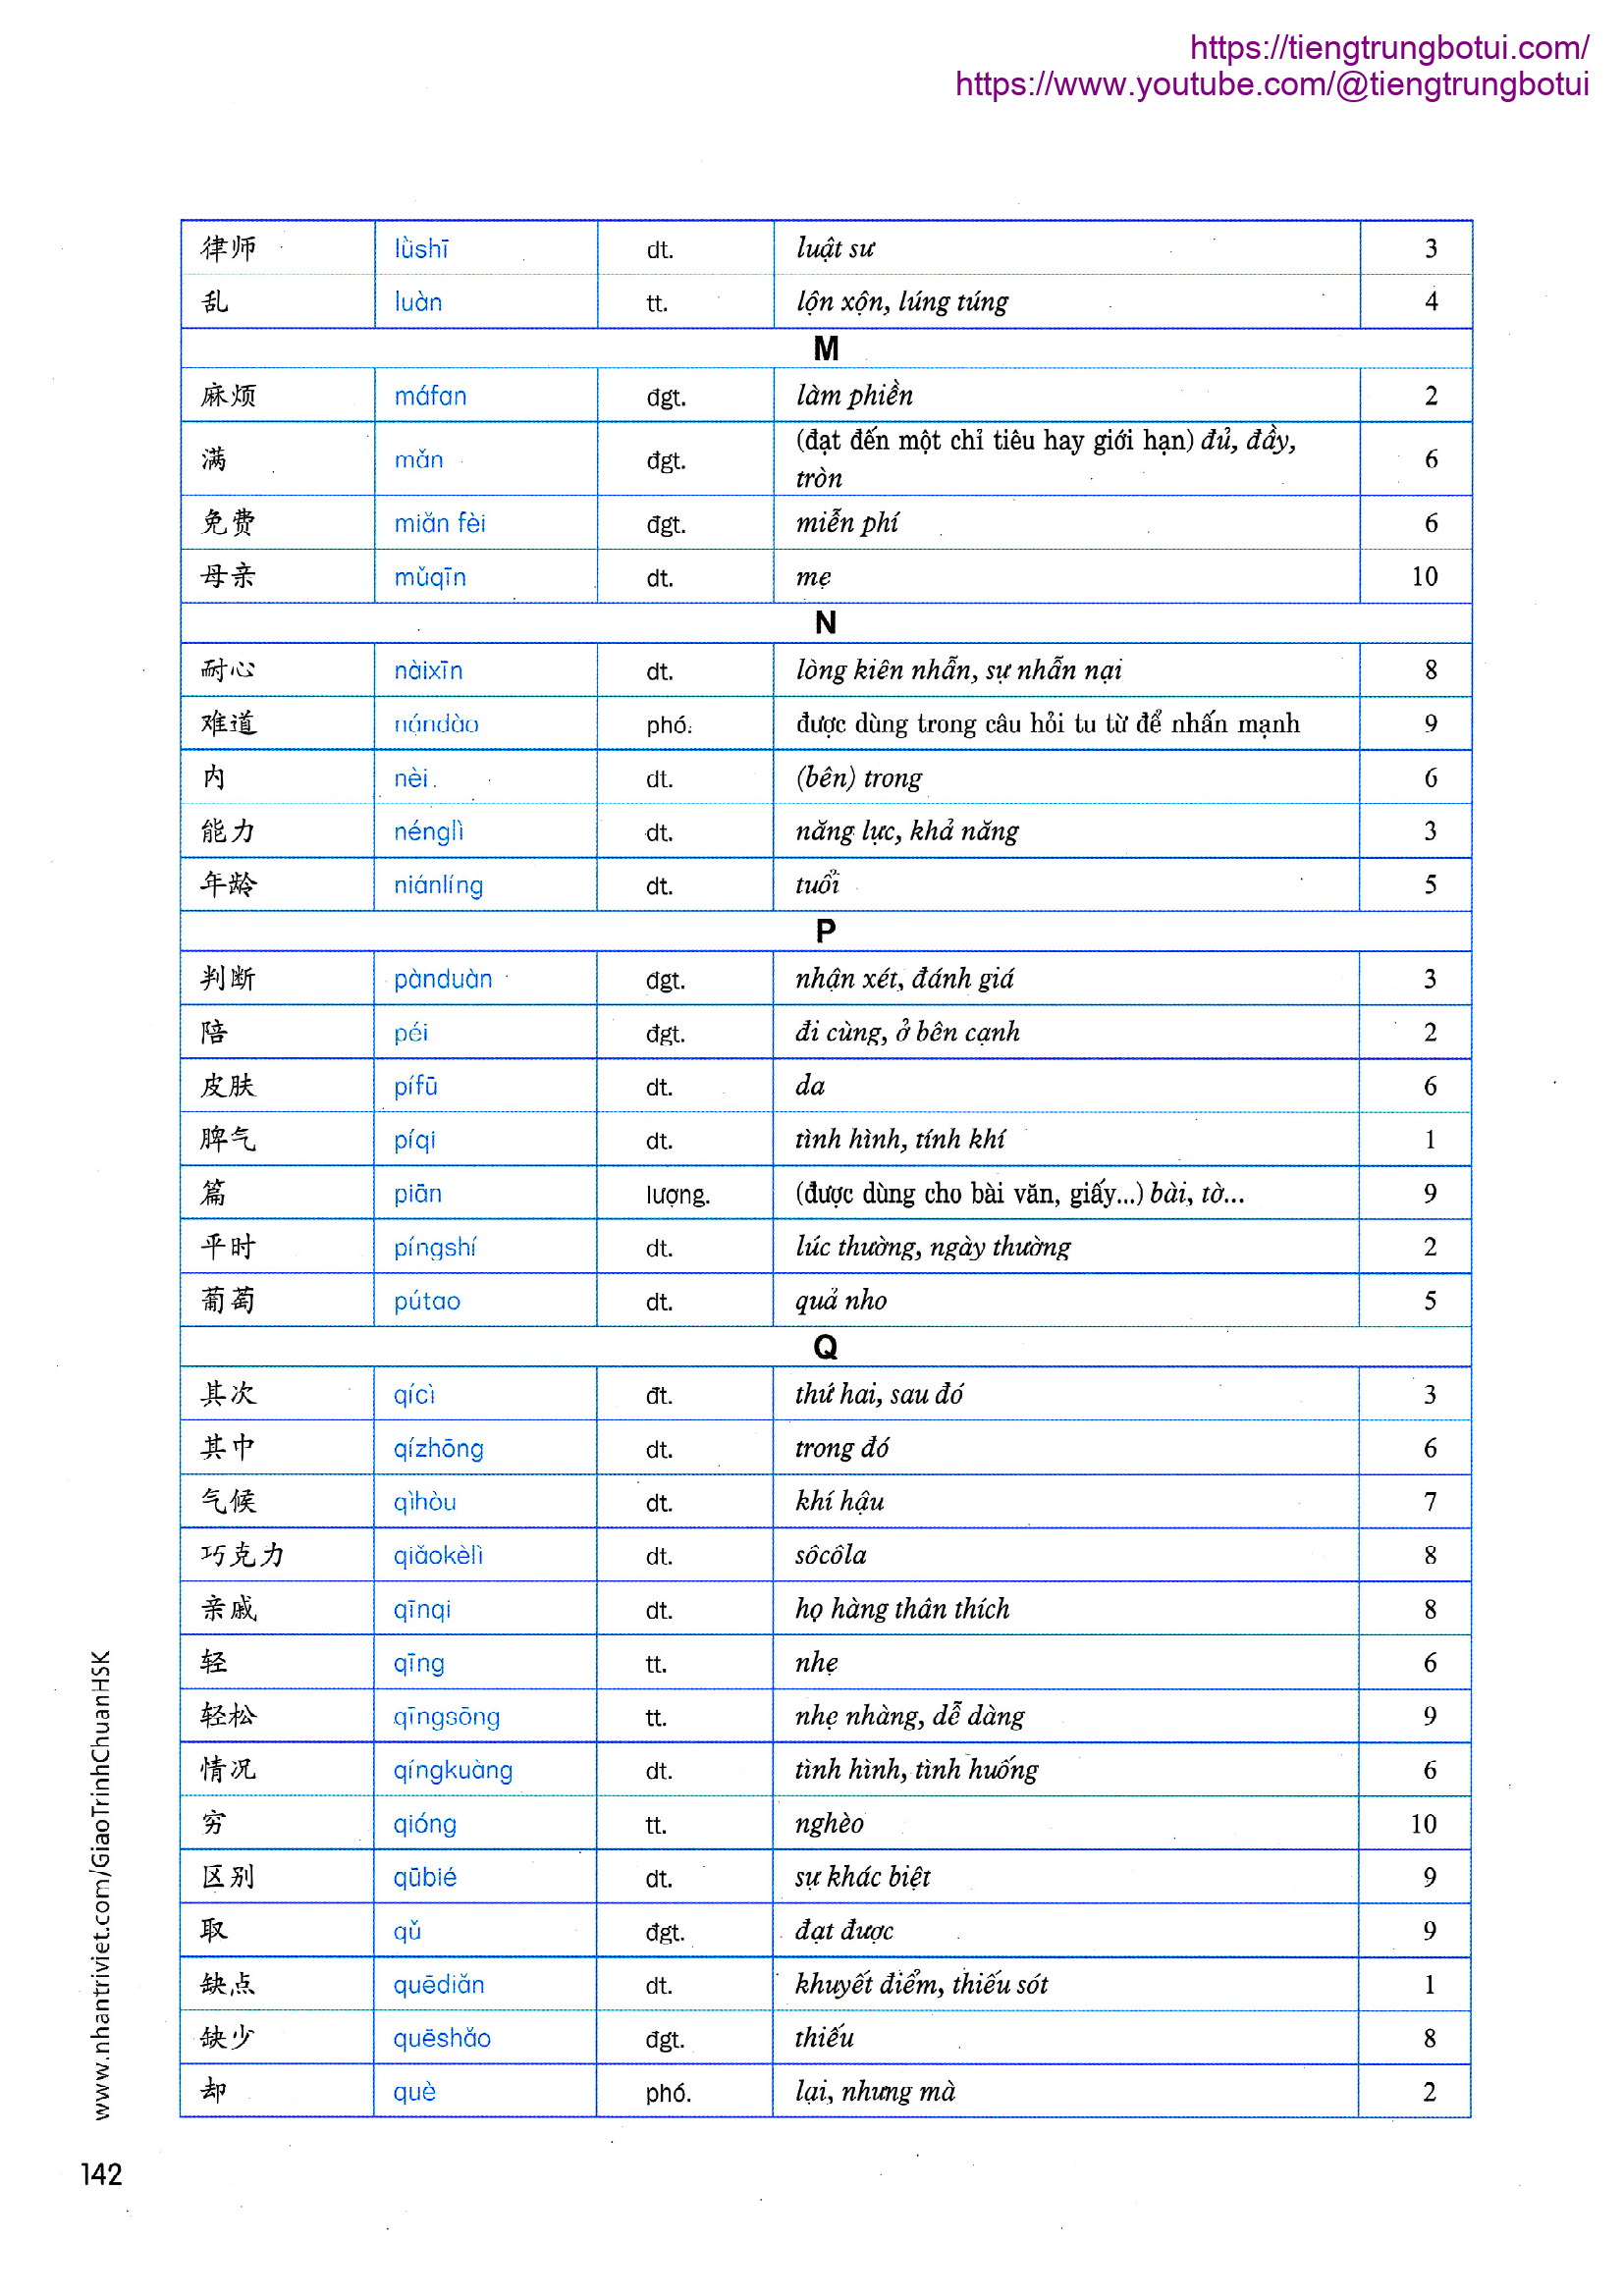 https://tiengtrungbotui.com/
https://www.youtube.com/@tiengtrungbotui
律师 lùshī dt. luật sư 3
乱 luàn tt. lộn xộn, lúng túng 4
M
麻烦 máfan đgt. làm phiền 2
满 mǎn đgt. (đạt đến một chỉ tiêu hay giới hạn) đủ, đầy,
tròn 6
免费 miǎn fèi đgt. miễn phí 6
母亲 mǔqīn dt. mẹ 10
N
耐心 nàixīn dt. lòng kiên nhẫn, sự nhẫn nại 8
难道 nándào phó. được dùng trong câu hỏi tu từ để nhấn mạnh 9
内 nèi dt. (bên) trong 6
能力 nénglì dt. năng lực, khả năng 3
年龄 niánlíng dt. tuổi 5
P
判断 pànduàn đgt. nhận xét, đánh giá 3
陪 péi đgt. đi cùng, ở bên cạnh 2
皮肤 pífū dt. da 6
脾气 píqi dt. tình hình, tính khí 1
篇 piān lượng. (được dùng cho bài văn, giấy...) bài, tờ... 9
平时 píngshí dt. lúc thường, ngày thường 2
葡萄 pútao dt. quả nho 5
Q
其次 qícì đt. thứ hai, sau đó 3
其中 qízhōng dt. trong đó 6
气候 qìhòu dt. khí hậu 7
巧克力 qiǎokèlì dt. sôcôla 8
亲戚 qīnqi dt. họ hàng thân thích 8
轻 qīng tt. nhẹ 6
轻松 qīngsōng tt. nhẹ nhàng, dễ dàng 9
情况 qíngkuàng dt. tình hình, tình huống 6
穷 qióng tt. nghèo 10
区别 qūbié dt. sự khác biệt 9
取 qǔ đgt. đạt được 9
缺点 quēdiǎn dt. khuyết điểm, thiếu sót 1
缺少 quēshǎo đgt. thiếu 8
却 què phó. lại, nhưng mà 2
www.nhantriviet.com/GiaoTrinhChuanHSK
142